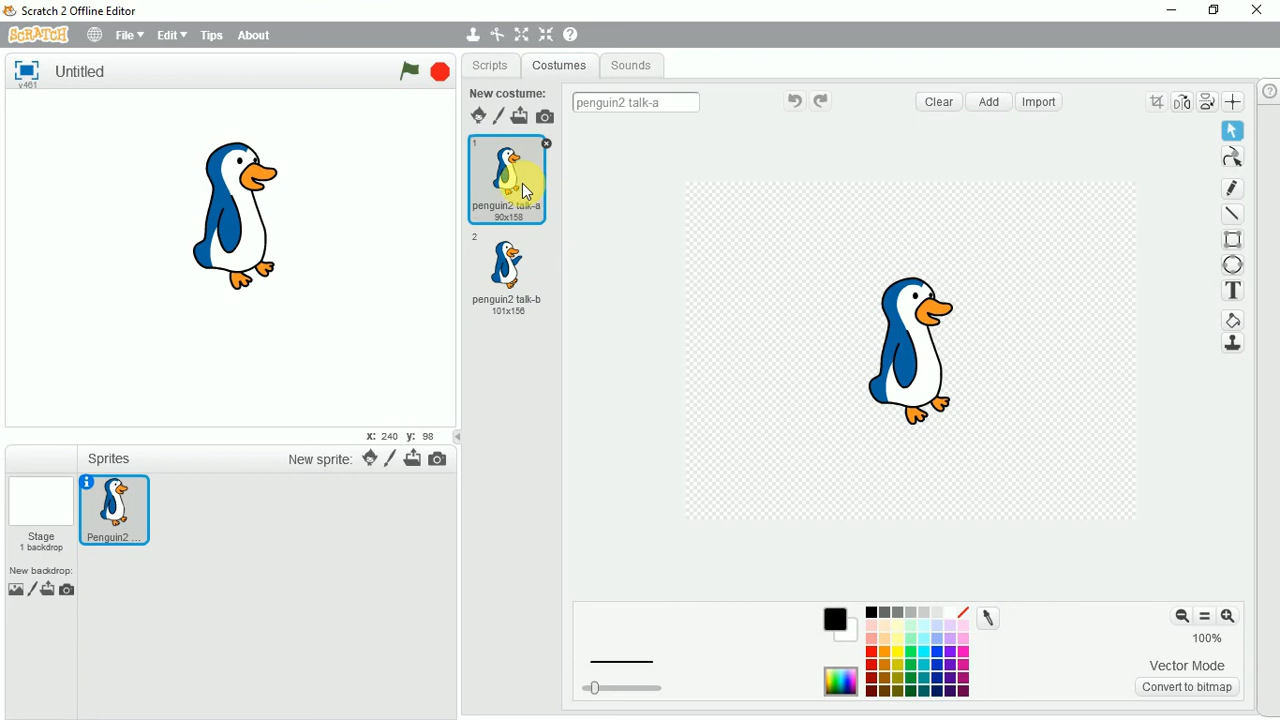 Scratch 2 Offline Editor
SCRATCH File Edit Tips About
v461 Untitled
Scripts Costumes Sounds
New costume:
penguin2 talk-a
Clear Add Import
1
penguin2 talk-a
90x158
2
penguin2 talk-b
101x156
T
x: 240 y: 98
Sprites New sprite:
Stage
1 backdrop
New backdrop:
Penguin2 ...
100%
Vector Mode
Convert to bitmap